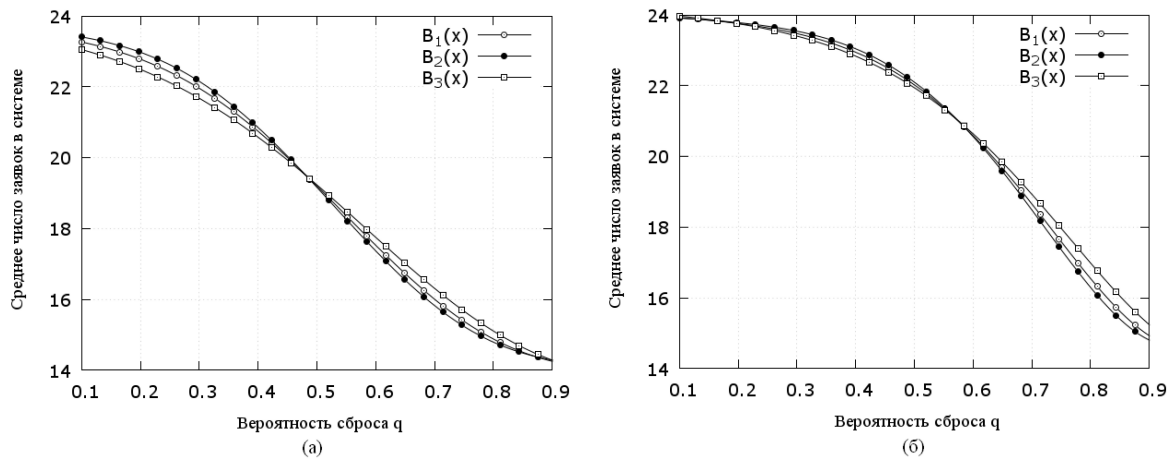 Среднее число заявок в системе
24
22
20
18
16
14
B₁(x)
B₂(x)
B₃(x)
0.1 0.2 0.3 0.4 0.5 0.6 0.7 0.8 0.9
Вероятность сброса q
(а)
Среднее число заявок в системе
24
22
20
18
16
14
B₁(x)
B₂(x)
B₃(x)
0.1 0.2 0.3 0.4 0.5 0.6 0.7 0.8 0.9
Вероятность сброса q
(б)